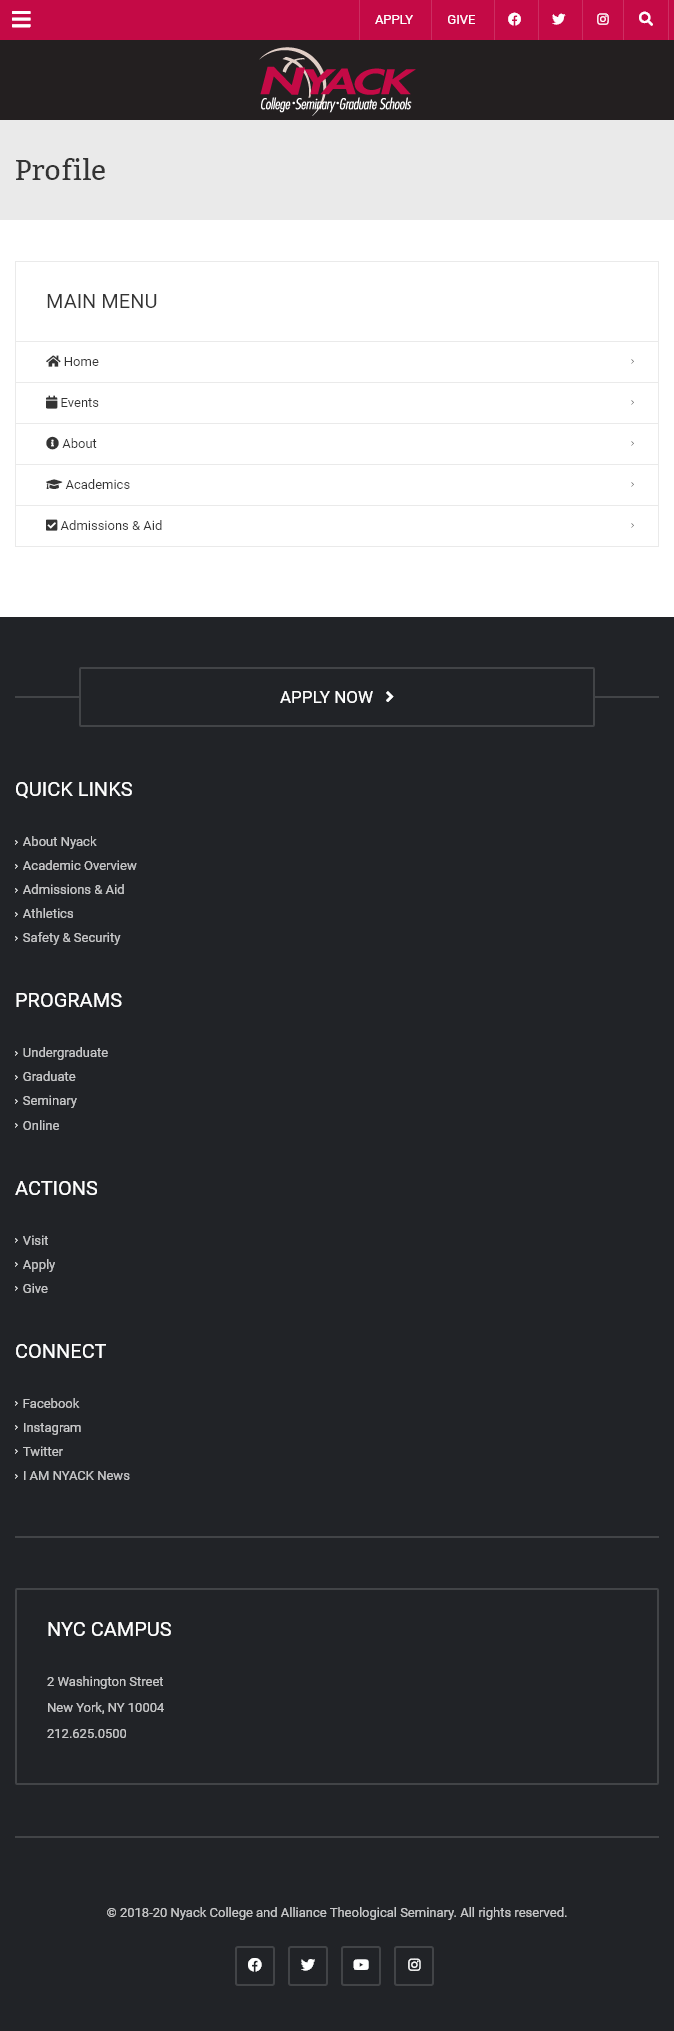 APPLY GIVE
NYACK
College•Seminary•Graduate Schools
Profile
MAIN MENU
Home
Events
About
Academics
Admissions & Aid
APPLY NOW
QUICK LINKS
About Nyack
Academic Overview
Admissions & Aid
Athletics
Safety & Security
PROGRAMS
Undergraduate
Graduate
Seminary
Online
ACTIONS
Visit
Apply
Give
CONNECT
Facebook
Instagram
Twitter
I AM NYACK News
NYC CAMPUS
2 Washington Street
New York, NY 10004
212.625.0500
© 2018-20 Nyack College and Alliance Theological Seminary. All rights reserved.